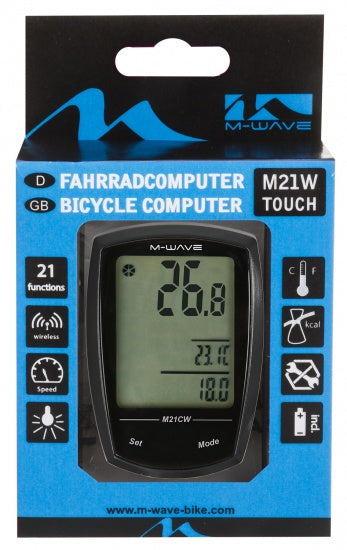 M-WAVE
D FAHRRADCOMPUTER
GB BICYCLE COMPUTER
M21W
TOUCH
21
functions
wireless
Speed
M-WAVE
26.8
23.1C
18.0
M21CW
Set Mode
C F
kcal
incl.
www.m-wave-bike.com